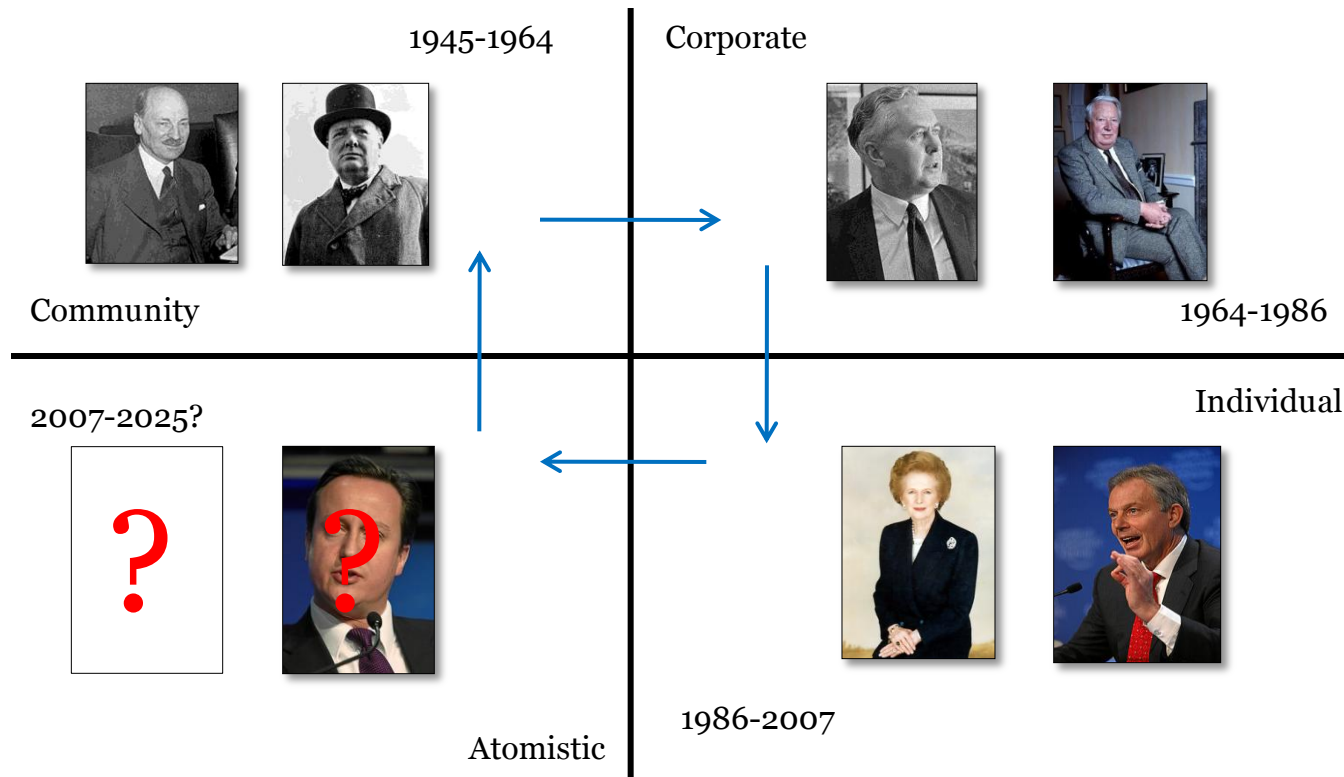 1945-1964
Corporate
Community
1964-1986
2007-2025?
Individual
?
?
1986-2007
Atomistic